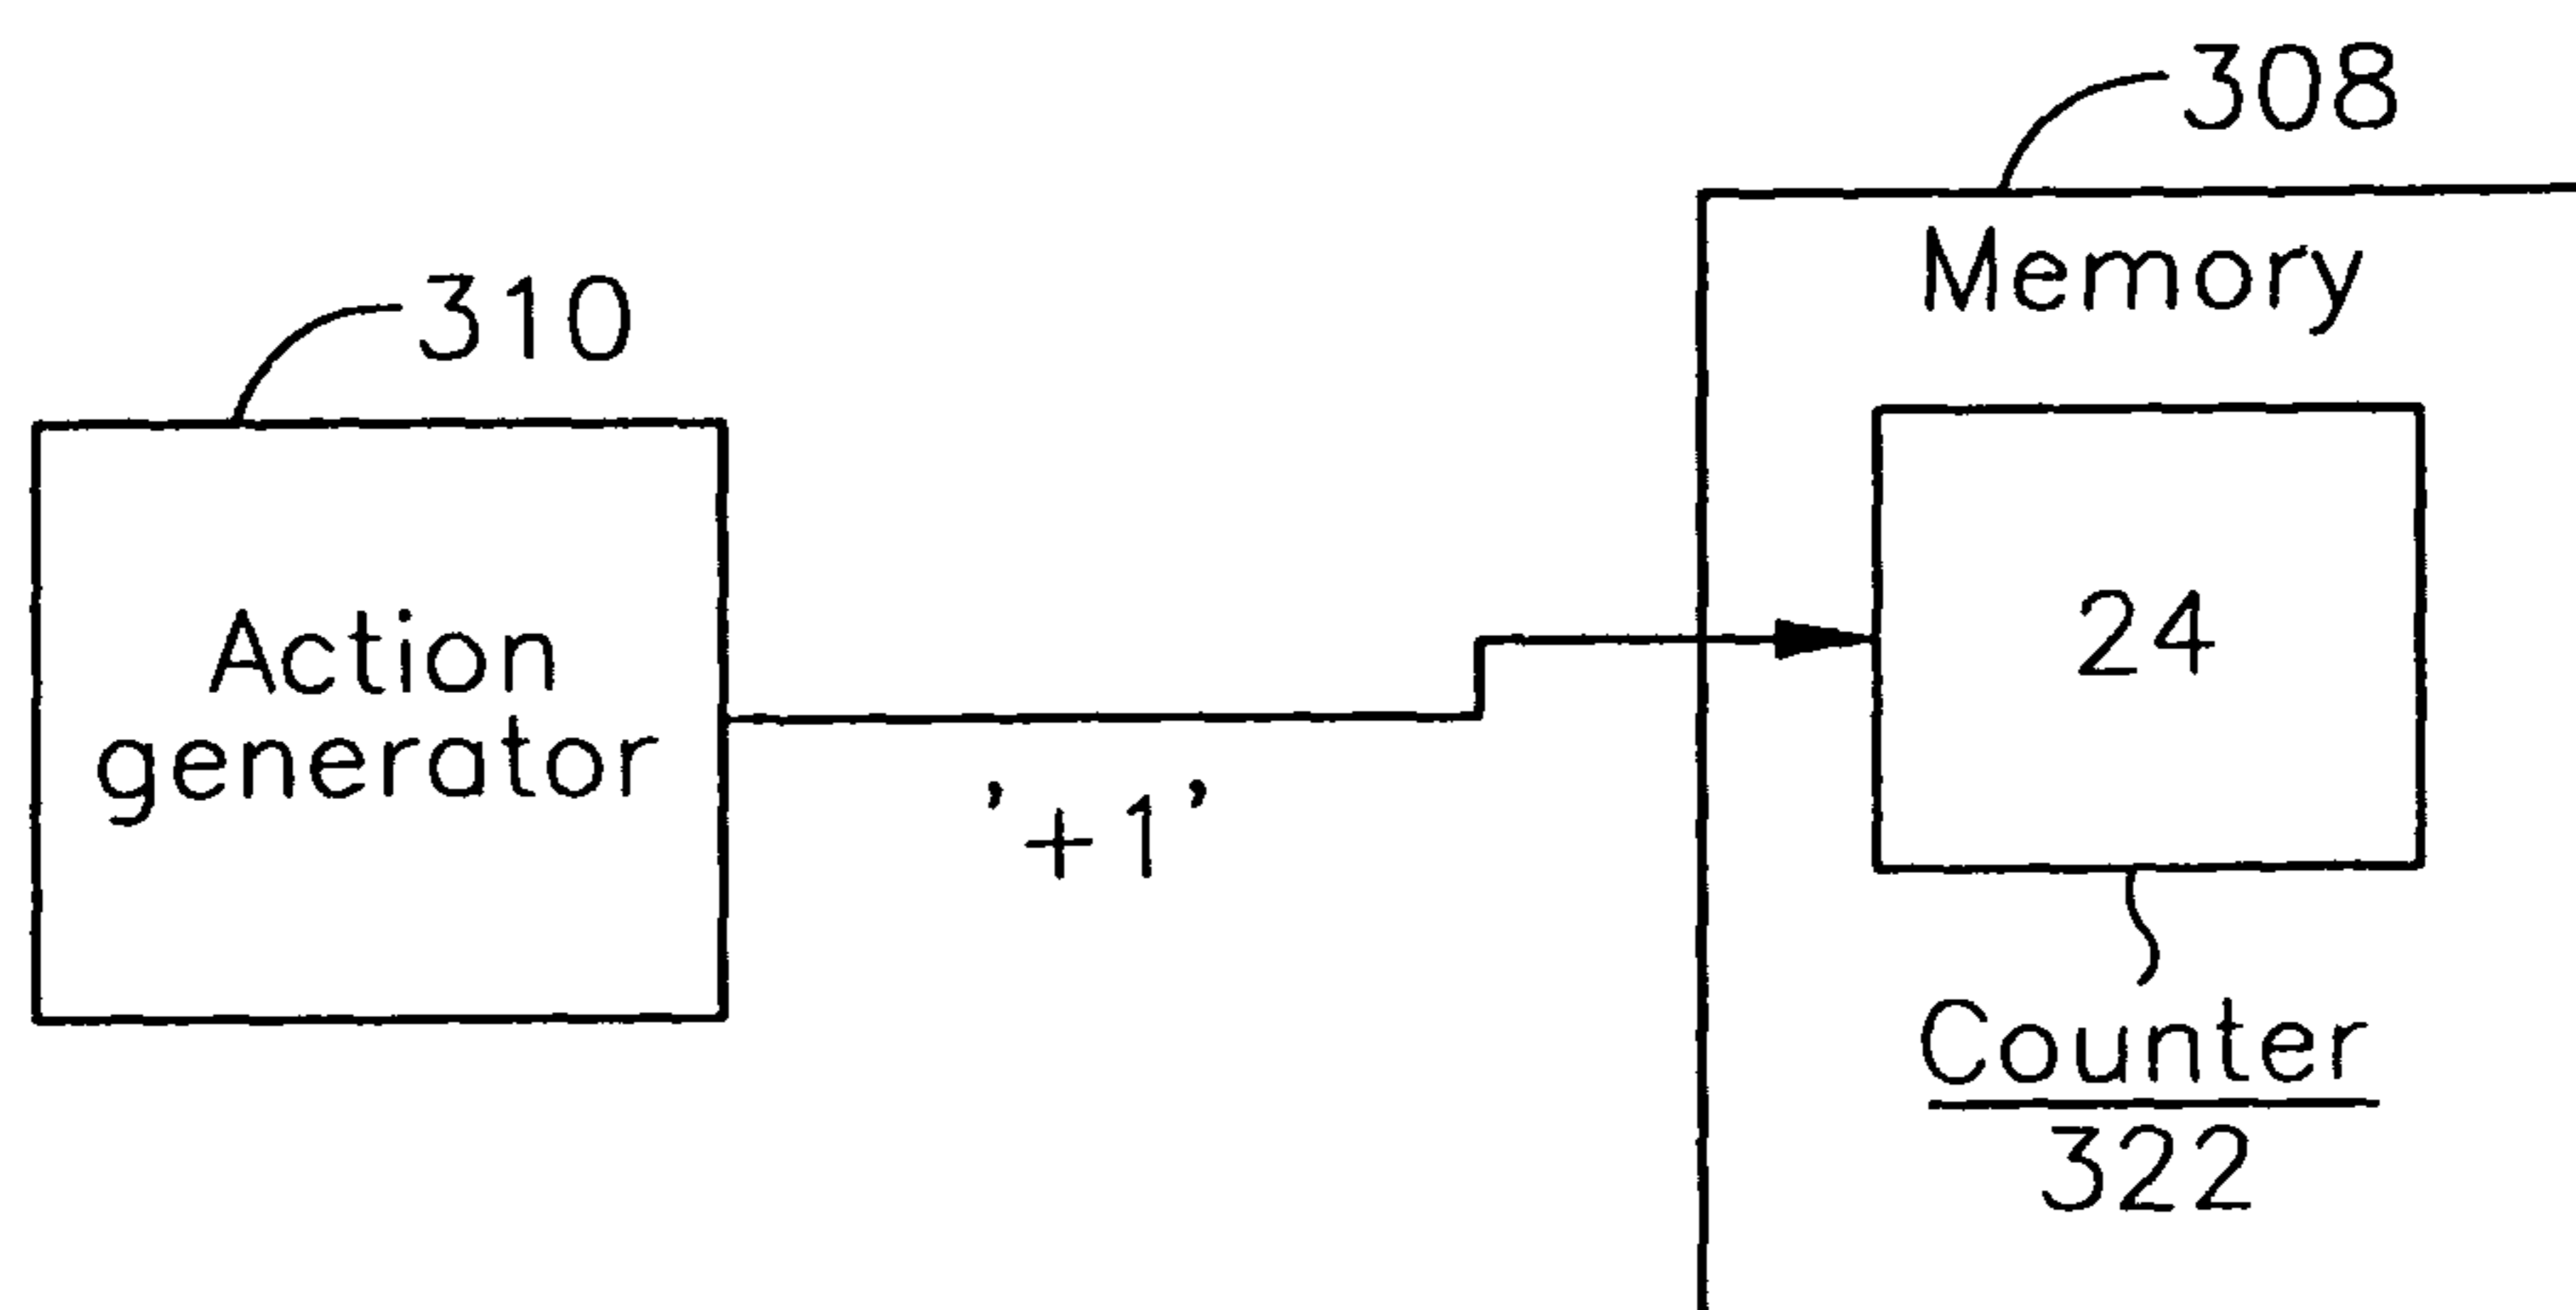 308
Memory
310
Action
generator
'+1'
24
Counter
322